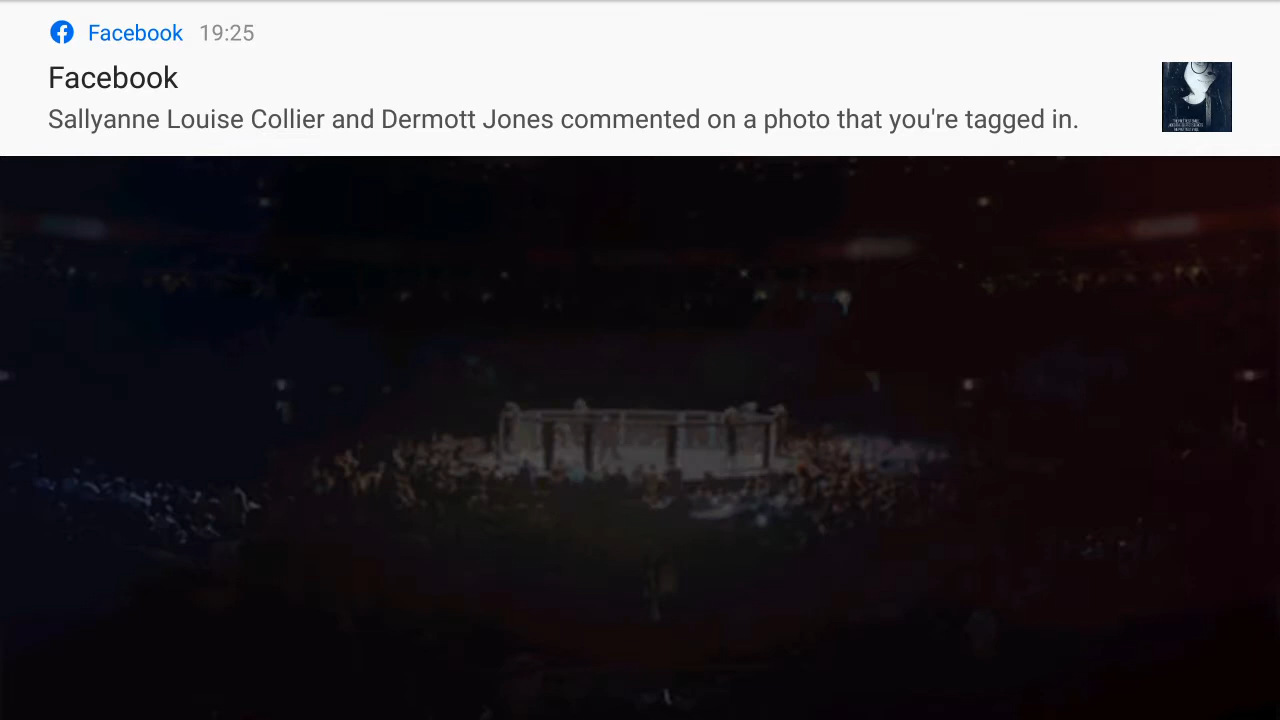 Facebook 19:25
Facebook
Sallyanne Louise Collier and Dermott Jones commented on a photo that you're tagged in.